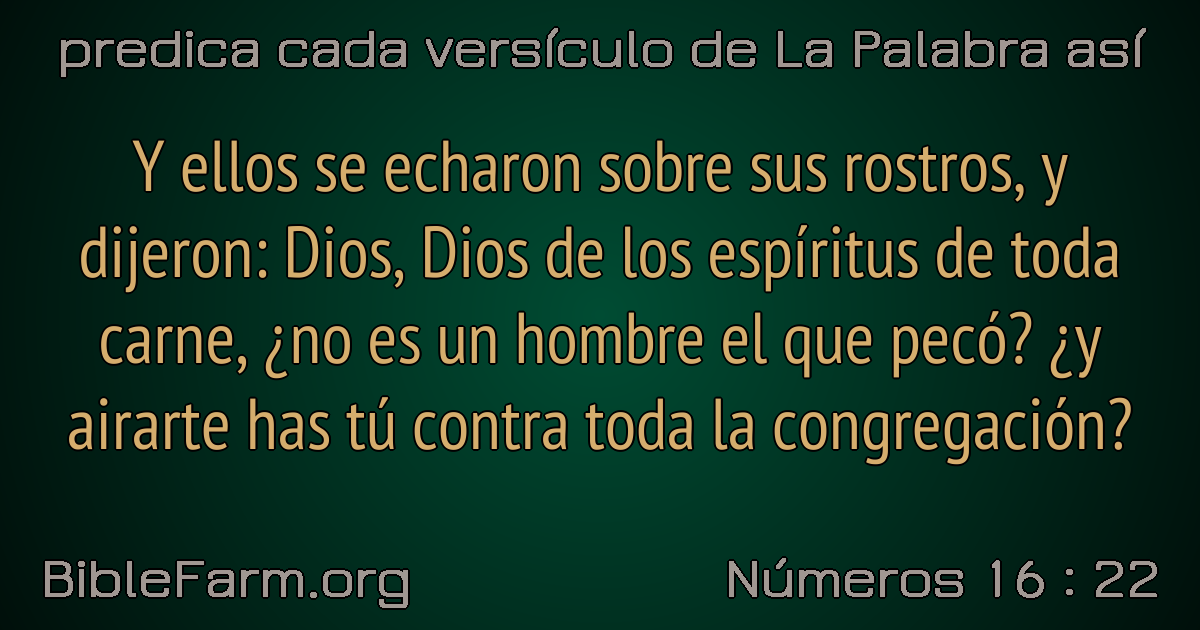 predica cada versículo de La Palabra así
Y ellos se echaron sobre sus rostros, y
dijeron: Dios, Dios de los espíritus de toda
carne, ¿no es un hombre el que pecó? ¿y
airarte has tú contra toda la congregación?
BibleFarm.org
Números 16 : 22